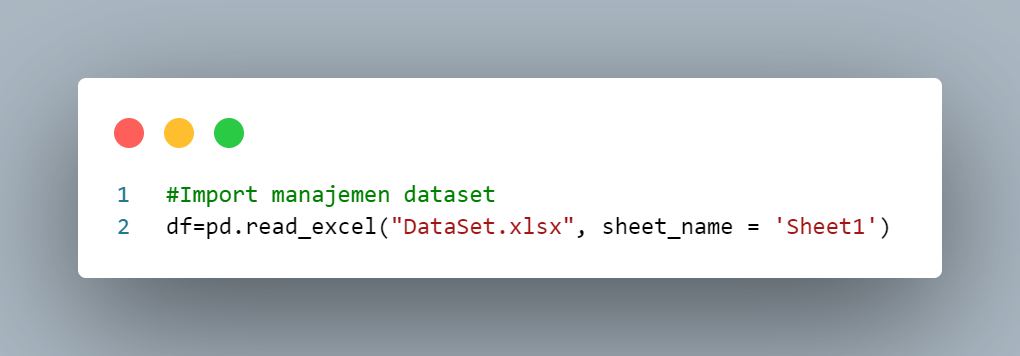 1 #Import manajemen dataset
2 df=pd.read_excel("DataSet.xlsx", sheet_name = 'Sheet1')